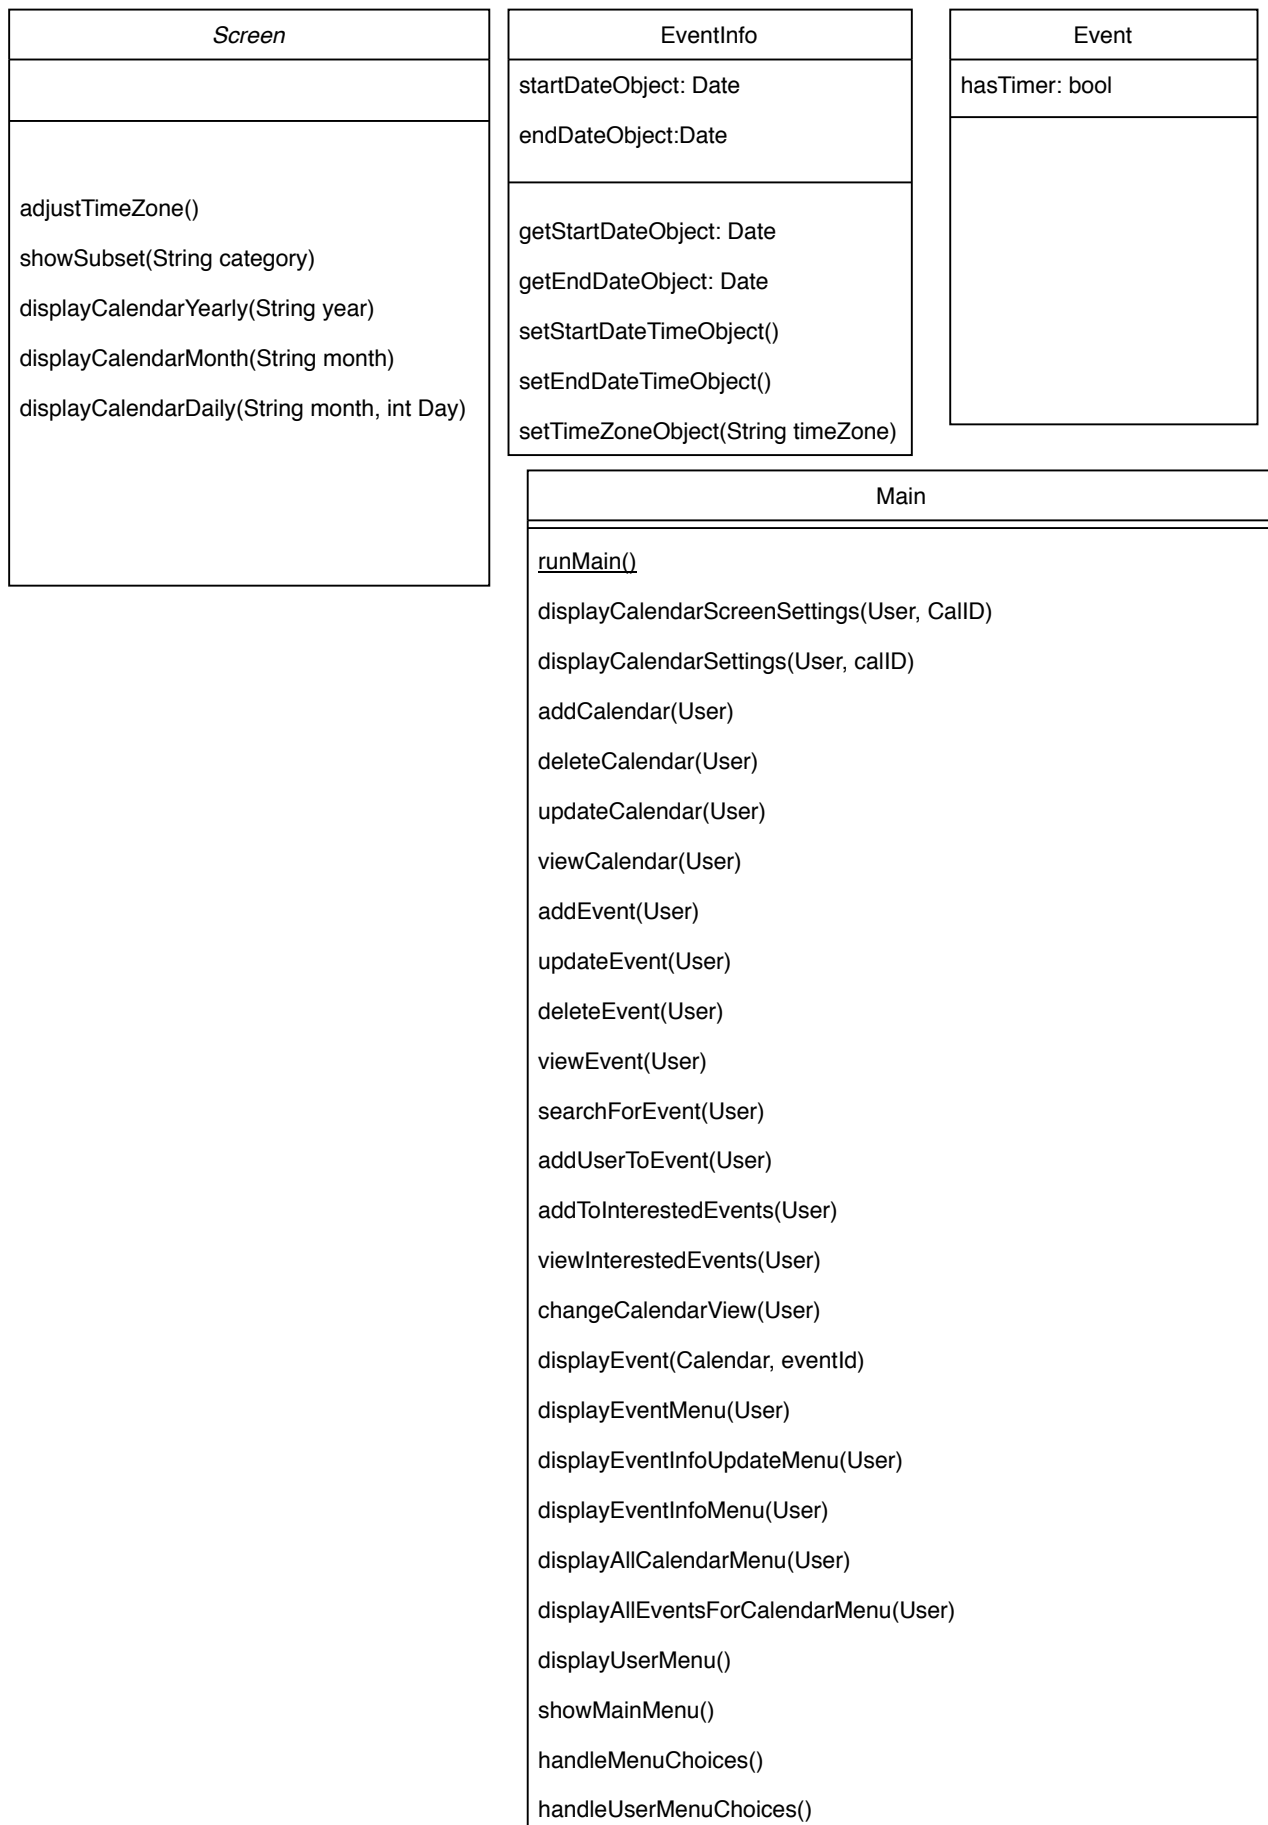 Screen
adjustTimeZone()
showSubset(String category)
displayCalendarYearly(String year)
displayCalendarMonth(String month)
displayCalendarDaily(String month, int Day)
EventInfo
startDateObject: Date
endDateObject:Date
getStartDateObject: Date
getEndDateObject: Date
setStartDateTimeObject()
setEndDateTimeObject()
setTimeZoneObject(String timeZone)
Event
hasTimer: bool
Main
runMain()
displayCalendarScreenSettings(User, CalID)
displayCalendarSettings(User, calID)
addCalendar(User)
deleteCalendar(User)
updateCalendar(User)
viewCalendar(User)
addEvent(User)
updateEvent(User)
deleteEvent(User)
viewEvent(User)
searchForEvent(User)
addUserToEvent(User)
addToInterestedEvents(User)
viewInterestedEvents(User)
changeCalendarView(User)
displayEvent(Calendar, eventId)
displayEventMenu(User)
displayEventInfoUpdateMenu(User)
displayEventInfoMenu(User)
displayAllCalendarMenu(User)
displayAllEventsForCalendarMenu(User)
displayUserMenu()
showMainMenu()
handleMenuChoices()
handleUserMenuChoices()